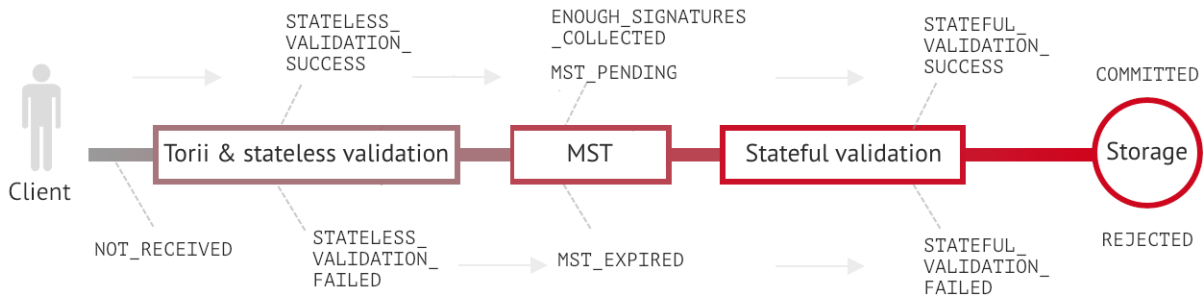 STATELESS_
VALIDATION_
SUCCESS
ENOUGH_SIGNATURES
_COLLECTED
MST_PENDING
STATEFUL_
VALIDATION_
SUCCESS
COMMITTED
Client
Torii & stateless validation
MST
Stateful validation
Storage
NOT_RECEIVED
STATELESS_
VALIDATION_
FAILED
MST_EXPIRED
STATEFUL_
VALIDATION_
FAILED
REJECTED